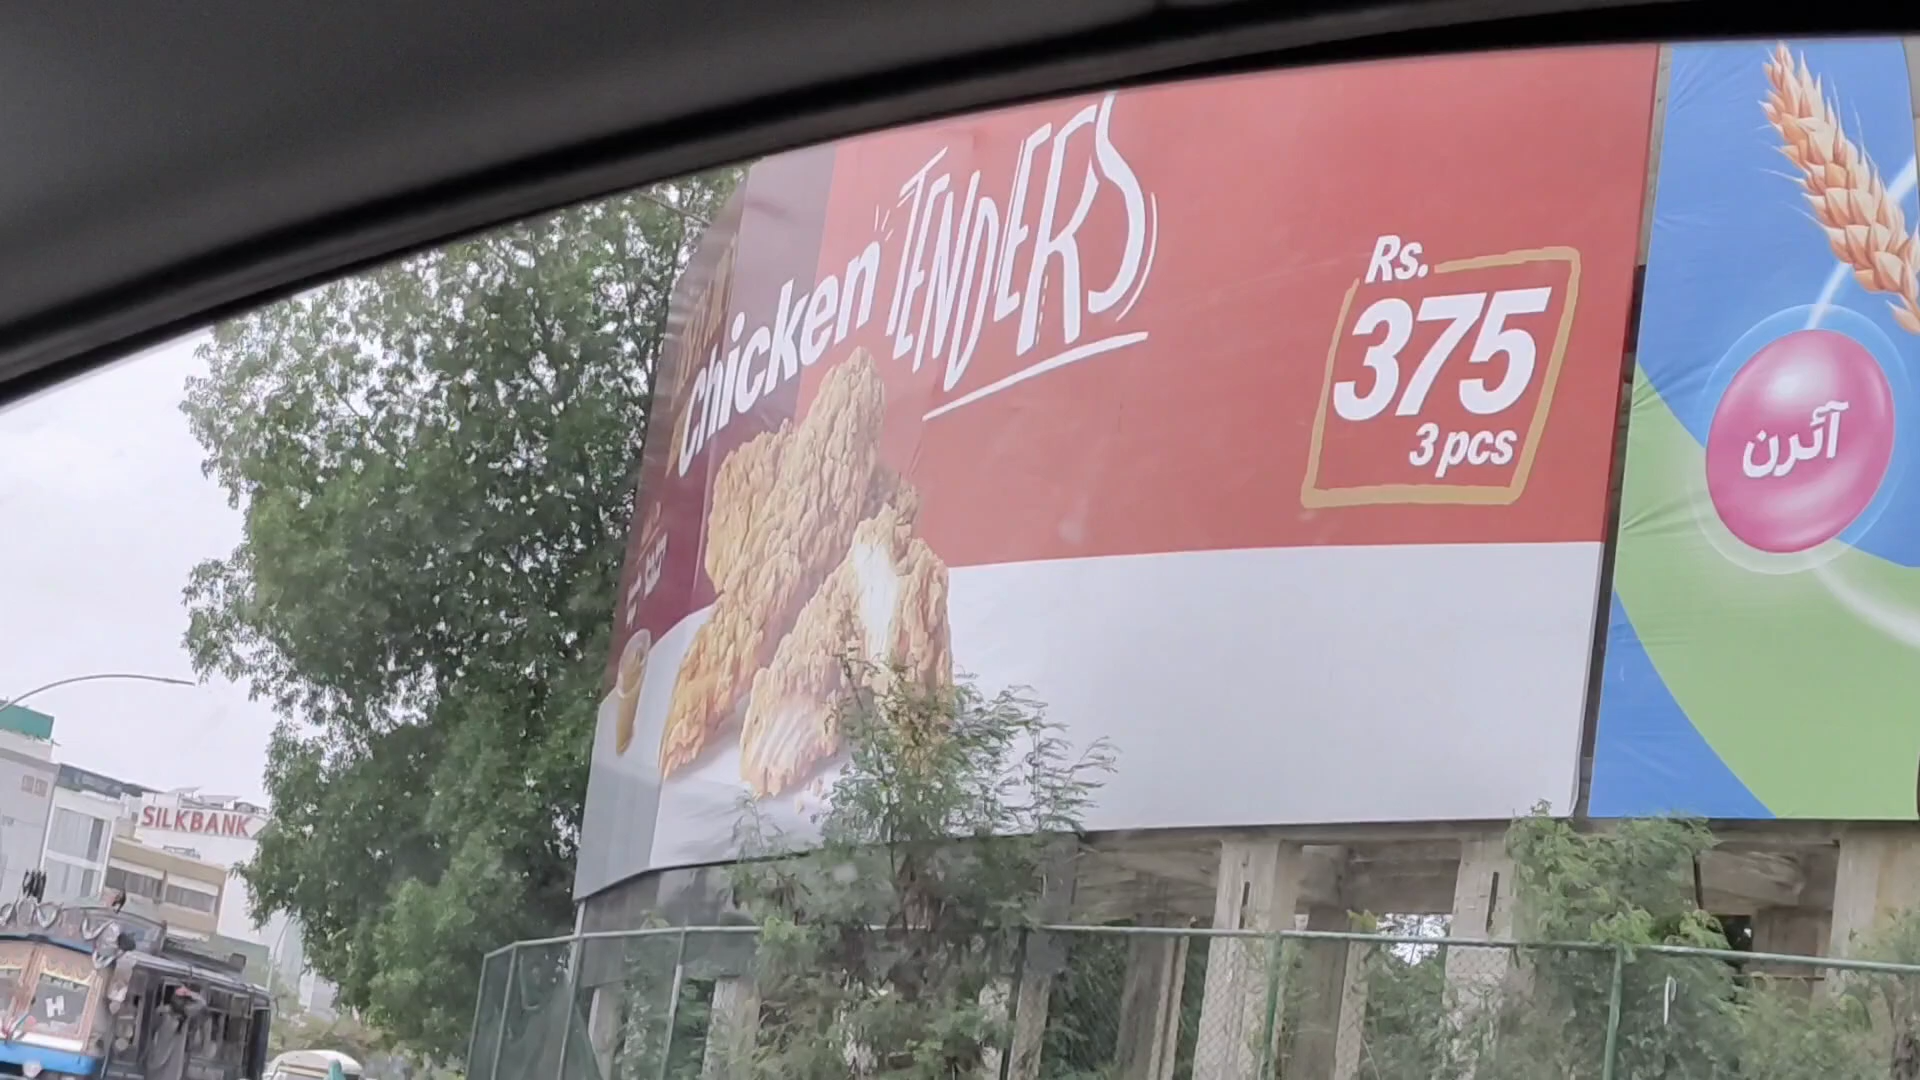 chicken TENDERS
Rs.
375
3 pcs
آئرن
SILKBANK
H